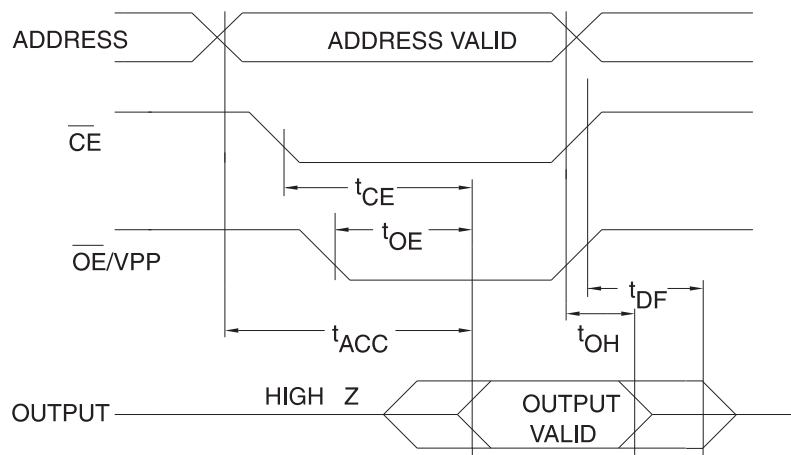 ADDRESS
ADDRESS VALID
CE
tCE
tOE
OE/VPP
tDF
tACC
tOH
HIGH Z
OUTPUT
OUTPUT
VALID